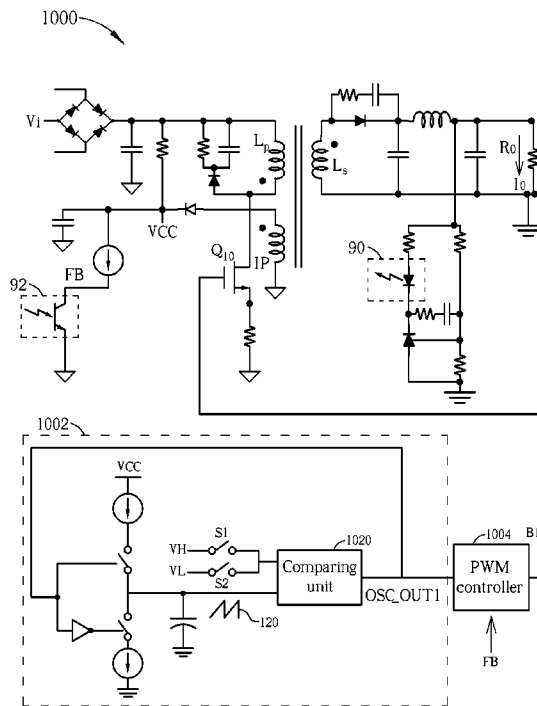 1000
Vi
Lp
Ls
R0
I0
VCC
Q10
IP
90
92
FB
1002
VCC
S1
VH
VL
S2
1020
Comparing
unit
120
OSC_OUT1
1004
PWM
controller
FB